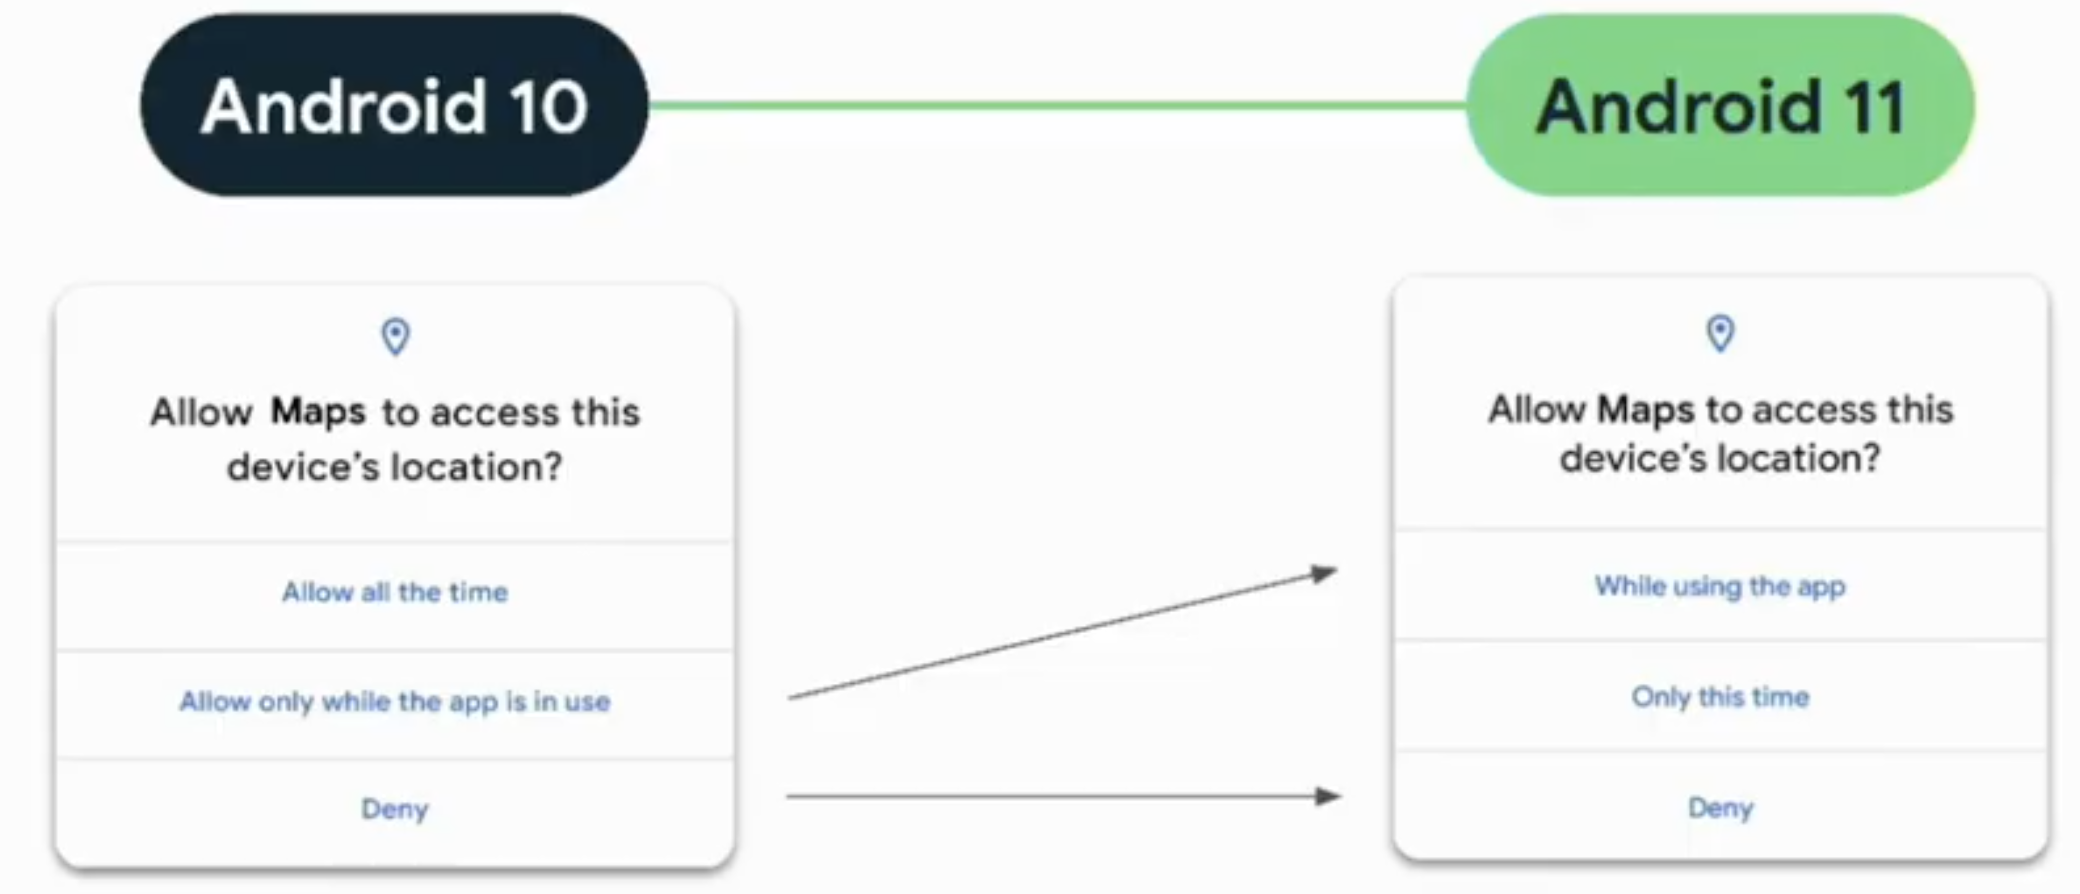 Android 10
Android 11
Allow Maps to access this
device's location?
Allow all the time
Allow only while the app is in use
Deny
Allow Maps to access this
device's location?
While using the app
Only this time
Deny